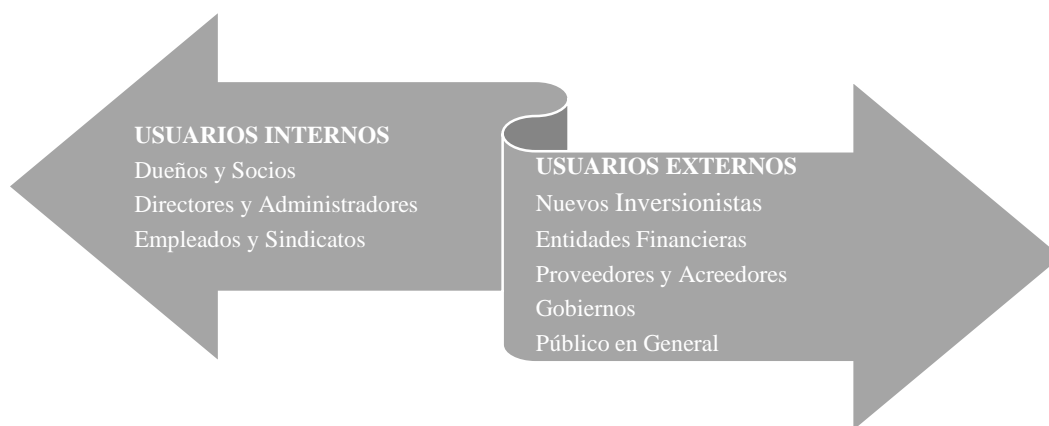 USUARIOS INTERNOS
Dueños y Socios
Directores y Administradores
Empleados y Sindicatos
USUARIOS EXTERNOS
Nuevos Inversionistas
Entidades Financieras
Proveedores y Acreedores
Gobiernos
Público en General